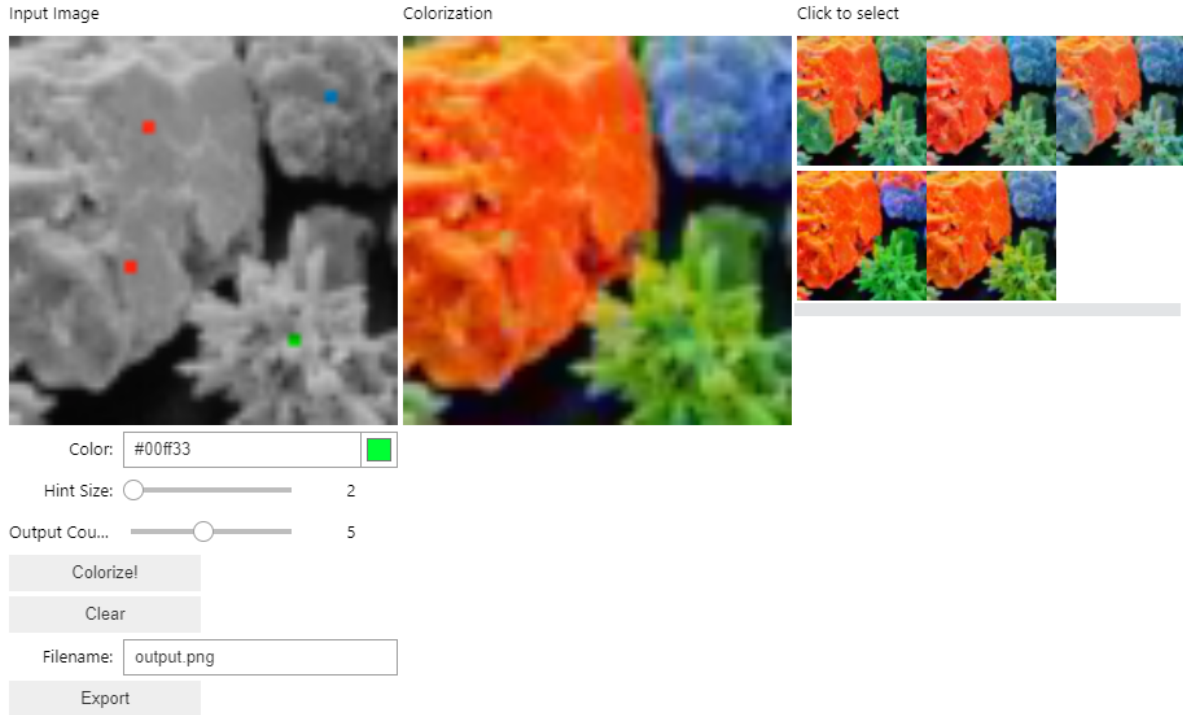 Input Image
Colorization
Click to select
Color: #00ff33
Hint Size: 2
Output Cou... 5
Colorize!
Clear
Filename: output.png
Export